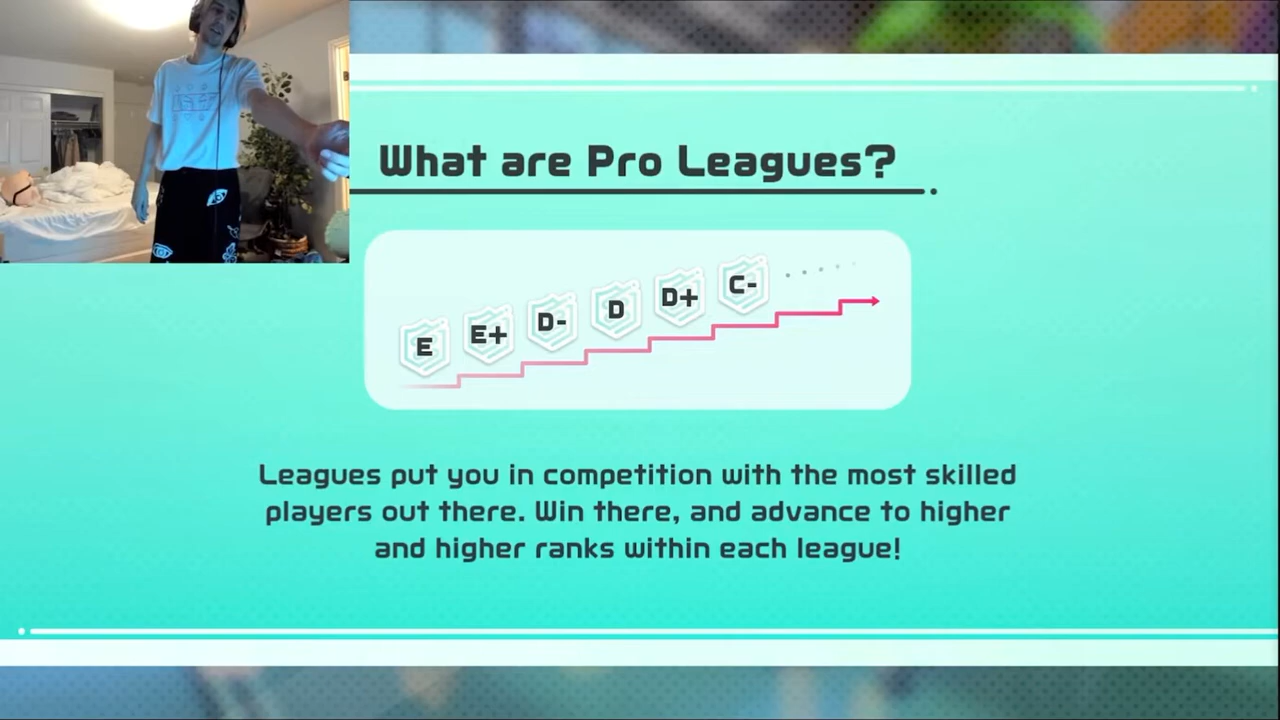 What are Pro Leagues?
E E+ D- D D+ C-
Leagues put you in competition with the most skilled
players out there. Win there, and advance to higher
and higher ranks within each league!